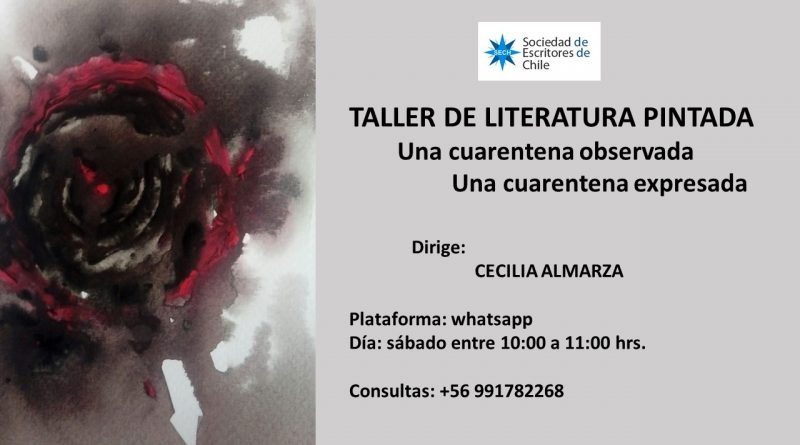 SECH
Sociedad de
Escritores de
Chile
TALLER DE LITERATURA PINTADA
Una cuarentena observada
Una cuarentena expresada
Dirige:
CECILIA ALMARZA
Plataforma: whatsapp
Día: sábado entre 10:00 a 11:00 hrs.
Consultas: +56 991782268